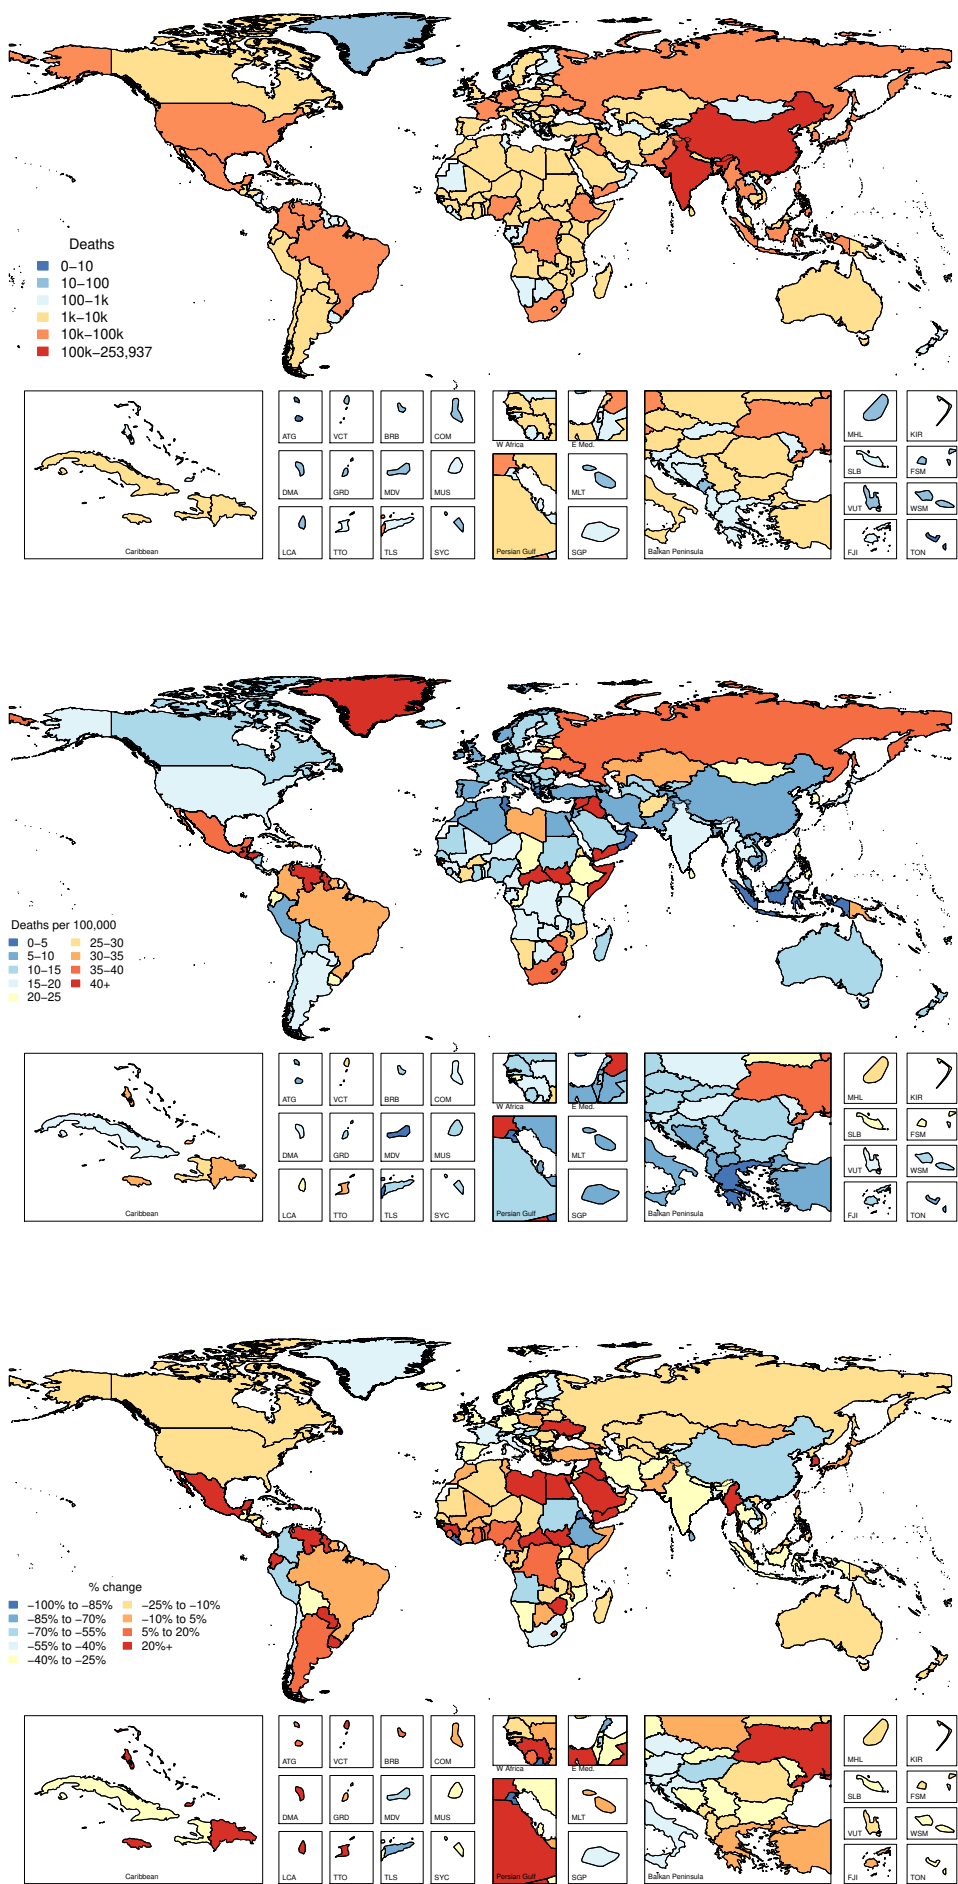 Deaths
0−10
10−100
100−1k
1k−10k
10k−100k
100k−253,937
ATG
VCT
BRB
COM
W Africa
E Med.
MHL
KIR
SLB
FSM
DMA
GRD
MDV
MUS
MLT
VUT
WSM
Caribbean
LCA
TTO
TLS
SYC
Persian Gulf
SGP
Balkan Peninsula
FJI
TON
Deaths per 100,000
0−5
25−30
5−10
30−35
10−15
35−40
15−20
40+
20−25
ATG
VCT
BRB
COM
W Africa
E Med.
MHL
KIR
SLB
FSM
DMA
GRD
MDV
MUS
MLT
VUT
WSM
Caribbean
LCA
TTO
TLS
SYC
Persian Gulf
SGP
Balkan Peninsula
FJI
TON
% change
−100% to −85%
−25% to −10%
−85% to −70%
−10% to 5%
−70% to −55%
5% to 20%
−55% to −40%
20%+
−40% to −25%
ATG
VCT
BRB
COM
W Africa
E Med.
MHL
KIR
SLB
FSM
DMA
GRD
MDV
MUS
MLT
VUT
WSM
Caribbean
LCA
TTO
TLS
SYC
Persian Gulf
SGP
Balkan Peninsula
FJI
TON